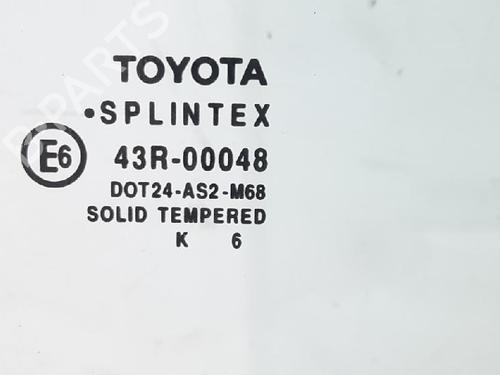 TOYOTA
•SPLINTEX
E6 43R-00048
DOT24-AS2-M68
SOLID TEMPERED
K 6